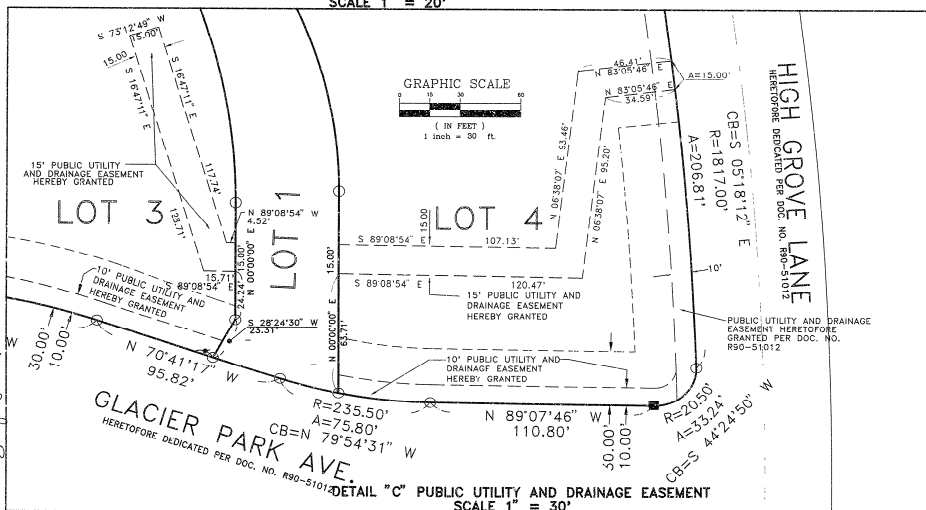 SCALE 1" = 20'
S 73°12'49" W
15.00'
15.00
S 16°47'11" E
S 16°47'11" E
117.74'
128.71'
15' PUBLIC UTILITY
AND DRAINAGE EASEMENT
HEREBY GRANTED
LOT 3
N 89°08'54" W
4.52'
15.00'
N 00°00'00" E
24.24'
15.71'
S 89°08'54" E
10' PUBLIC UTILITY
AND DRAINAGE
EASEMENT HEREBY
GRANTED
S 28°24'30" W
23.31'
LOT 1
GRAPHIC SCALE
0 15 30 60
( IN FEET )
1 inch = 30 ft.
LOT 4
15.00
15.00'
S 89°08'54" E
107.13'
S 89°08'54" E
120.47'
15' PUBLIC UTILITY AND
DRAINAGE EASEMENT
HEREBY GRANTED
N 06°38'07" E 93.46'
N 06°38'07" E 95.20'
46.41'
N 83°05'46" E
N 83°05'46" E
34.59'
A=15.00'
CB=S 05°18'12" E
R=1817.00'
A=206.81'
HIGH GROVE LANE
HERETOFORE DEDICATED PER DOC. NO. R90-51012
10'
PUBLIC UTILITY AND DRAINAGE
EASEMENT HERETOFORE
GRANTED PER DOC. NO.
R90-51012
N 00°00'00" E
63.71'
10' PUBLIC UTILITY AND
DRAINAGE EASEMENT
HEREBY GRANTED
W
30.00'
10.00'
N 70°41'17" W
95.82'
GLACIER PARK AVE.
HERETOFORE DEDICATED PER DOC. NO. R90-51012
R=235.50'
A=75.80'
CB=N 79°54'31" W
N 89°07'46" W
110.80'
30.00'
10.00'
R=20.50'
A=33.24'
CB=S 44°24'50" W
DETAIL "C" PUBLIC UTILITY AND DRAINAGE EASEMENT
SCALE 1" = 30'